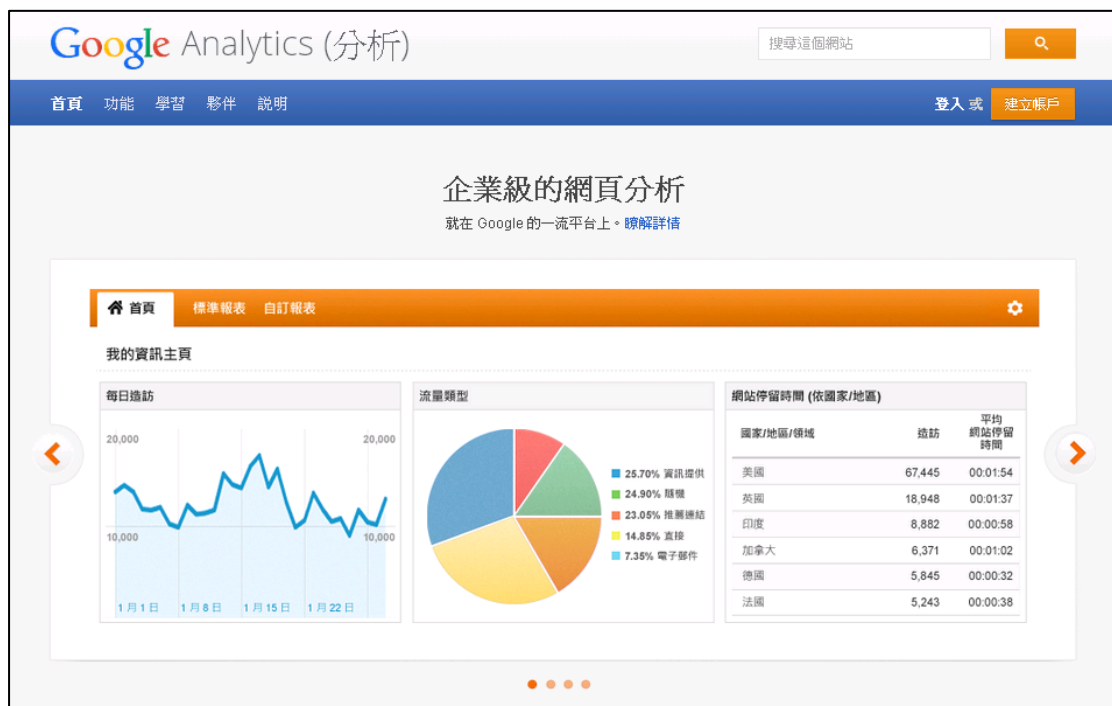 Google Analytics (分析)
搜尋這個網站
首頁 功能 學習 夥伴 說明
登入 或 建立帳戶
企業級的網頁分析
就在 Google 的一流平台上。瞭解詳情
首頁 標準報表 自訂報表
我的資訊主頁
每日造訪
20,000 20,000
10,000 10,000
1 月 1 日 1 月 8 日 1 月 15 日 1 月 22 日
流量類型
25.70% 資訊提供
24.90% 隨機
23.05% 推薦連結
14.85% 直接
7.35% 電子郵件
網站停留時間 (依國家/地區)
國家/地區/領域 造訪 平均網站停留時間
美國 67,445 00:01:54
英國 18,948 00:01:37
印度 8,882 00:00:58
加拿大 6,371 00:01:02
德國 5,845 00:00:32
法國 5,243 00:00:38